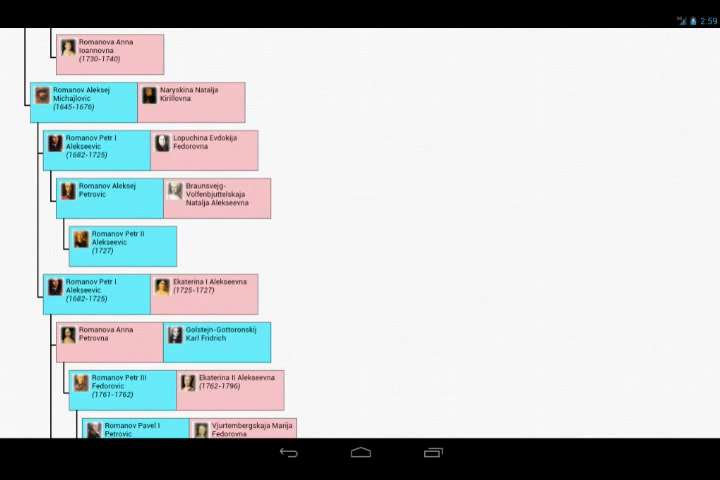 2:59
Romanova Anna
Ioannovna
(1730-1740)
Romanov Aleksej
Michajlovic
(1645-1676)
Naryskina Natalja
Kirillovna
Romanov Petr I
Alekseevic
(1682-1725)
Lopuchina Evdokija
Fedorovna
Romanov Aleksej
Petrovic
Braunsvejg-
Volfenbjuttelskaja
Natalja Alekseevna
Romanov Petr II
Alekseevic
(1727)
Romanov Petr I
Alekseevic
(1682-1725)
Ekaterina I Alekseevna
(1725-1727)
Romanova Anna
Petrovna
Golstejn-Gottoronskij
Karl Fridrich
Romanov Petr III
Fedorovic
(1761-1762)
Ekaterina II Alekseevna
(1762-1796)
Romanov Pavel I
Petrovic
Vjurtembergskaja Marija
Fedorovna